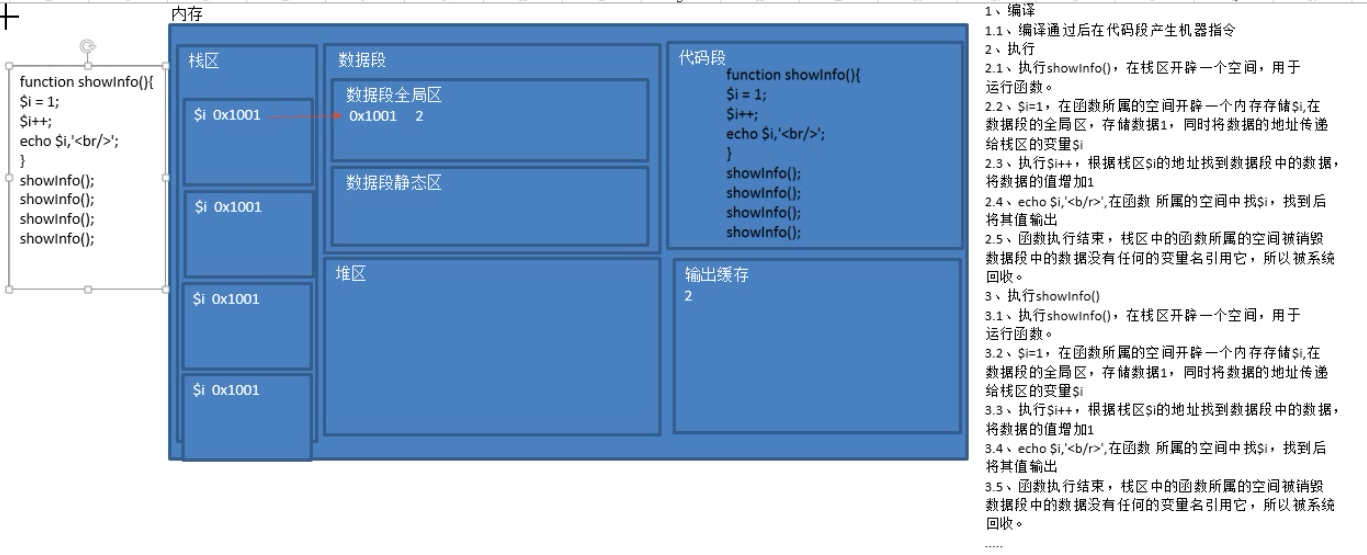 内存
function showInfo(){
$i = 1;
$i++;
echo $i,'<br/>';
}
showInfo();
showInfo();
showInfo();
showInfo();
栈区
$i 0x1001
$i 0x1001
$i 0x1001
$i 0x1001
数据段
数据段全局区
0x1001 2
数据段静态区
堆区
代码段
function showInfo(){
$i = 1;
$i++;
echo $i,'<br/>';
}
showInfo();
showInfo();
showInfo();
showInfo();
输出缓存
2
1、编译
1.1、编译通过后在代码段产生机器指令
2、执行
2.1、执行showInfo(),在栈区开辟一个空间,用于
运行函数。
2.2、$i=1,在函数所属的空间开辟一个内存存储$i,在
数据段的全局区,存储数据1,同时将数据的地址传递
给栈区的变量$i
2.3、执行$i++,根据栈区$i的地址找到数据段中的数据,
将数据的值增加1
2.4、echo $i,'<b/r>',在函数 所属的空间中找$i,找到后
将其值输出
2.5、函数执行结束,栈区中的函数所属的空间被销毁
数据段中的数据没有任何的变量名引用它,所以被系统
回收。
3、执行showInfo()
3.1、执行showInfo(),在栈区开辟一个空间,用于
运行函数。
3.2、$i=1,在函数所属的空间开辟一个内存存储$i,在
数据段的全局区,存储数据1,同时将数据的地址传递
给栈区的变量$i
3.3、执行$i++,根据栈区$i的地址找到数据段中的数据,
将数据的值增加1
3.4、echo $i,'<b/r>',在函数 所属的空间中找$i,找到后
将其值输出
3.5、函数执行结束,栈区中的函数所属的空间被销毁
数据段中的数据没有任何的变量名引用它,所以被系统
回收。
.....